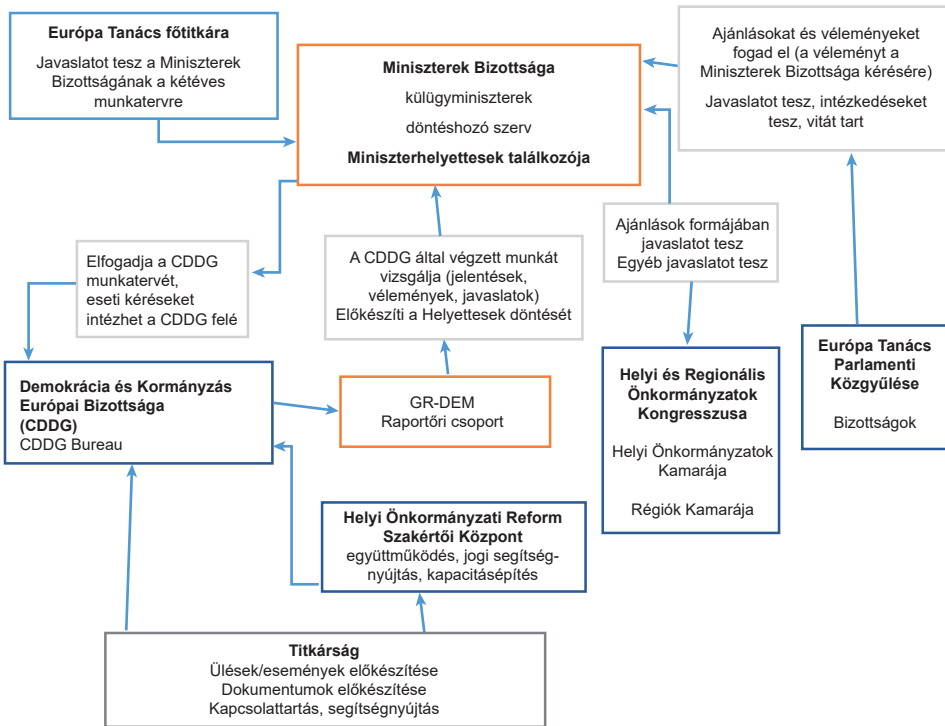 Európa Tanács főtitkára
Javaslatot tesz a Miniszterek
Bizottságának a kétéves
munkatervre
Miniszterek Bizottsága
külügyminiszterek
döntéshozó szerv
Miniszterhelyettesek találkozója
Ajánlásokat és véleményeket
fogad el (a véleményt a
Miniszterek Bizottsága kérésére)
Javaslatot tesz, intézkedéseket
tesz, vitát tart
Elfogadja a CDDG
munkatervét,
eseti kéréseket
intézhet a CDDG felé
A CDDG által végzett munkát
vizsgálja (jelentések,
vélemények, javaslatok)
Előkészíti a Helyettesek döntését
Ajánlások formájában
javaslatot tesz
Egyéb javaslatot tesz
Demokrácia és Kormányzás
Európai Bizottsága
(CDDG)
CDDG Bureau
GR-DEM
Raportőri csoport
Helyi és Regionális
Önkormányzatok
Kongresszusa
Helyi Önkormányzatok
Kamarája
Régiók Kamarája
Európa Tanács
Parlamenti
Közgyűlése
Bizottságok
Helyi Önkormányzati Reform
Szakértői Központ
együttműködés, jogi segítség-
nyújtás, kapacitásépítés
Titkárság
Ülések/események előkészítése
Dokumentumok előkészítése
Kapcsolattartás, segítségnyújtás